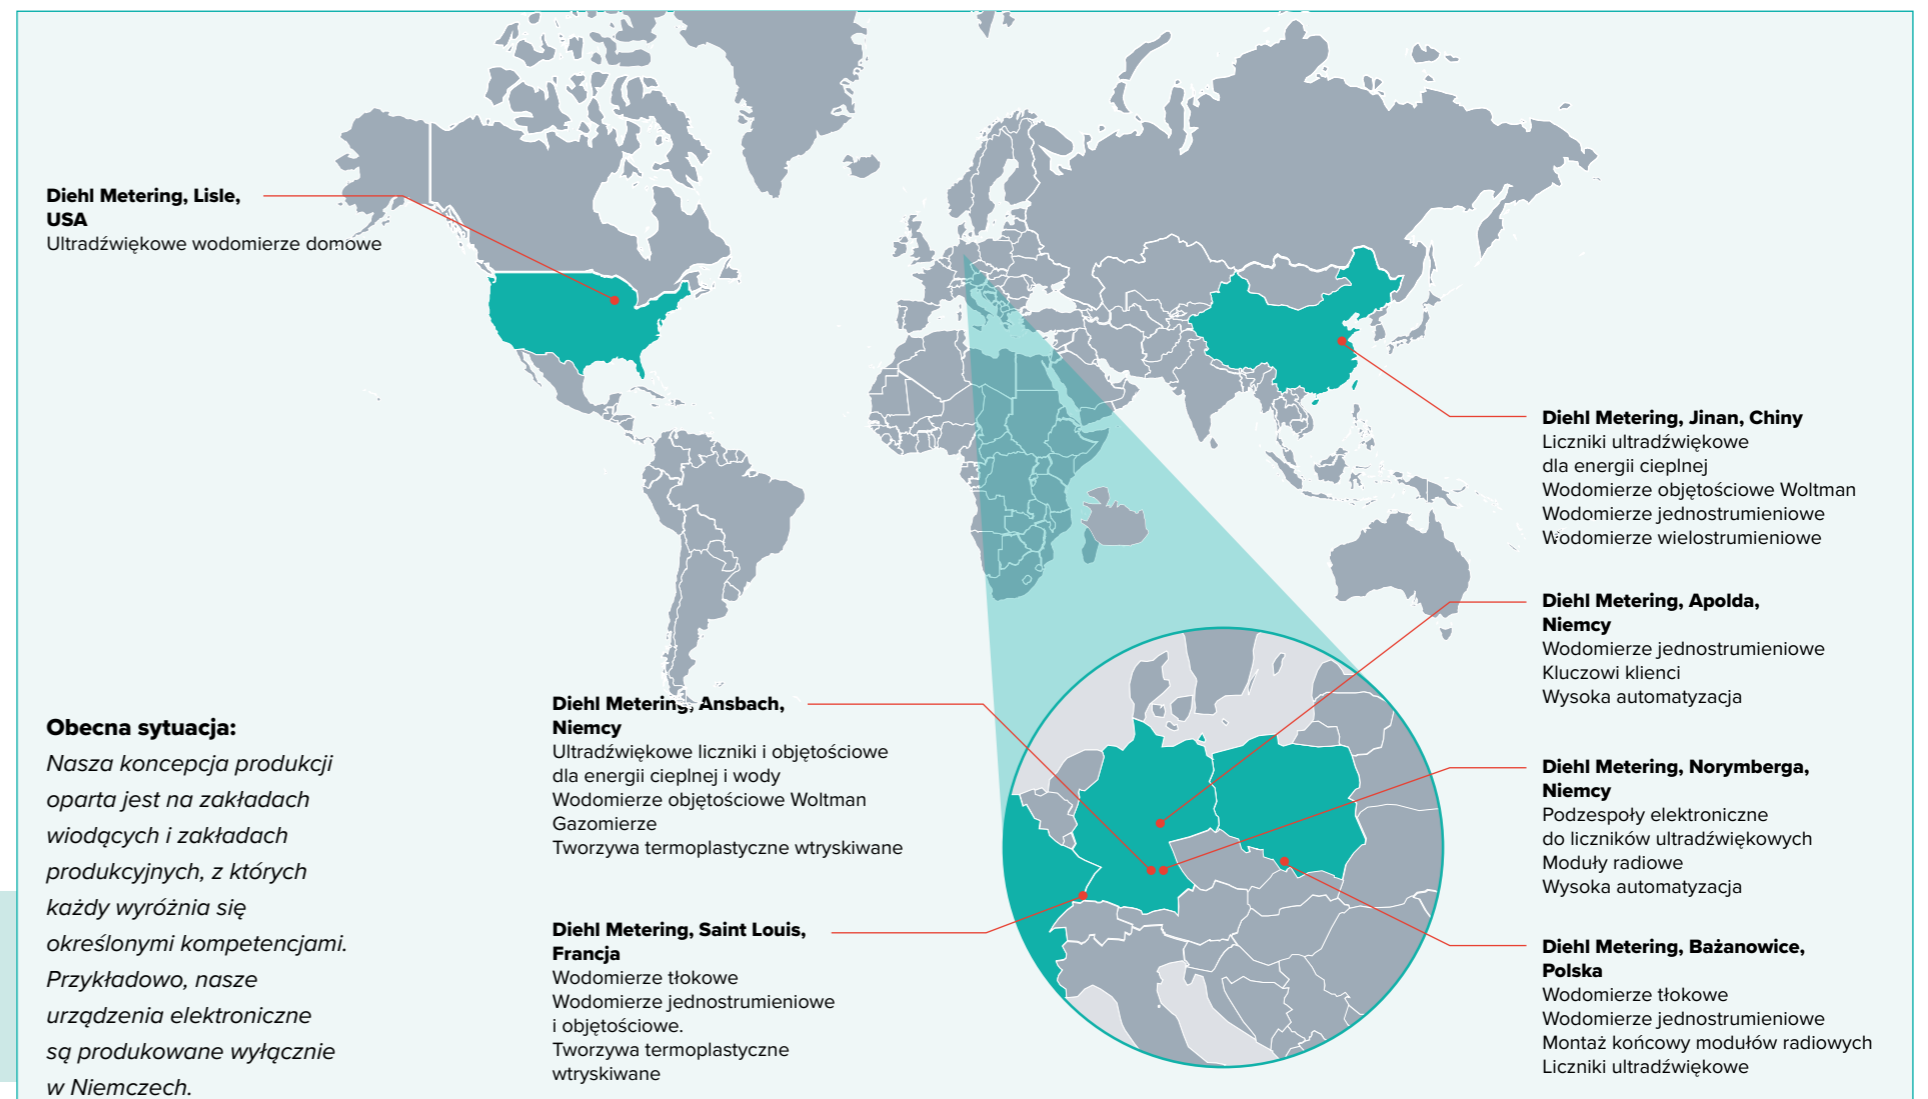 Diehl Metering, Lisle,
USA
Ultradźwiękowe wodomierze domowe
Obecna sytuacja:
Nasza koncepcja produkcji
oparta jest na zakładach
wiodących i zakładach
produkcyjnych, z których
każdy wyróżnia się
określonymi kompetencjami.
Przykładowo, nasze
urządzenia elektroniczne
są produkowane wyłącznie
w Niemczech.
Diehl Metering, Ansbach,
Niemcy
Ultradźwiękowe liczniki i objętościowe
dla energii cieplnej i wody
Wodomierze objętościowe Woltman
Gazomierze
Tworzywa termoplastyczne wtryskiwane
Diehl Metering, Saint Louis,
Francja
Wodomierze tłokowe
Wodomierze jednostrumieniowe
i objętościowe.
Tworzywa termoplastyczne
wtryskiwane
Diehl Metering, Jinan, Chiny
Liczniki ultradźwiękowe
dla energii cieplnej
Wodomierze objętościowe Woltman
Wodomierze jednostrumieniowe
Wodomierze wielostrumieniowe
Diehl Metering, Apolda,
Niemcy
Wodomierze jednostrumieniowe
Kluczowi klienci
Wysoka automatyzacja
Diehl Metering, Norymberga,
Niemcy
Podzespoły elektroniczne
do liczników ultradźwiękowych
Moduły radiowe
Wysoka automatyzacja
Diehl Metering, Bażanowice,
Polska
Wodomierze tłokowe
Wodomierze jednostrumieniowe
Montaż końcowy modułów radiowych
Liczniki ultradźwiękowe